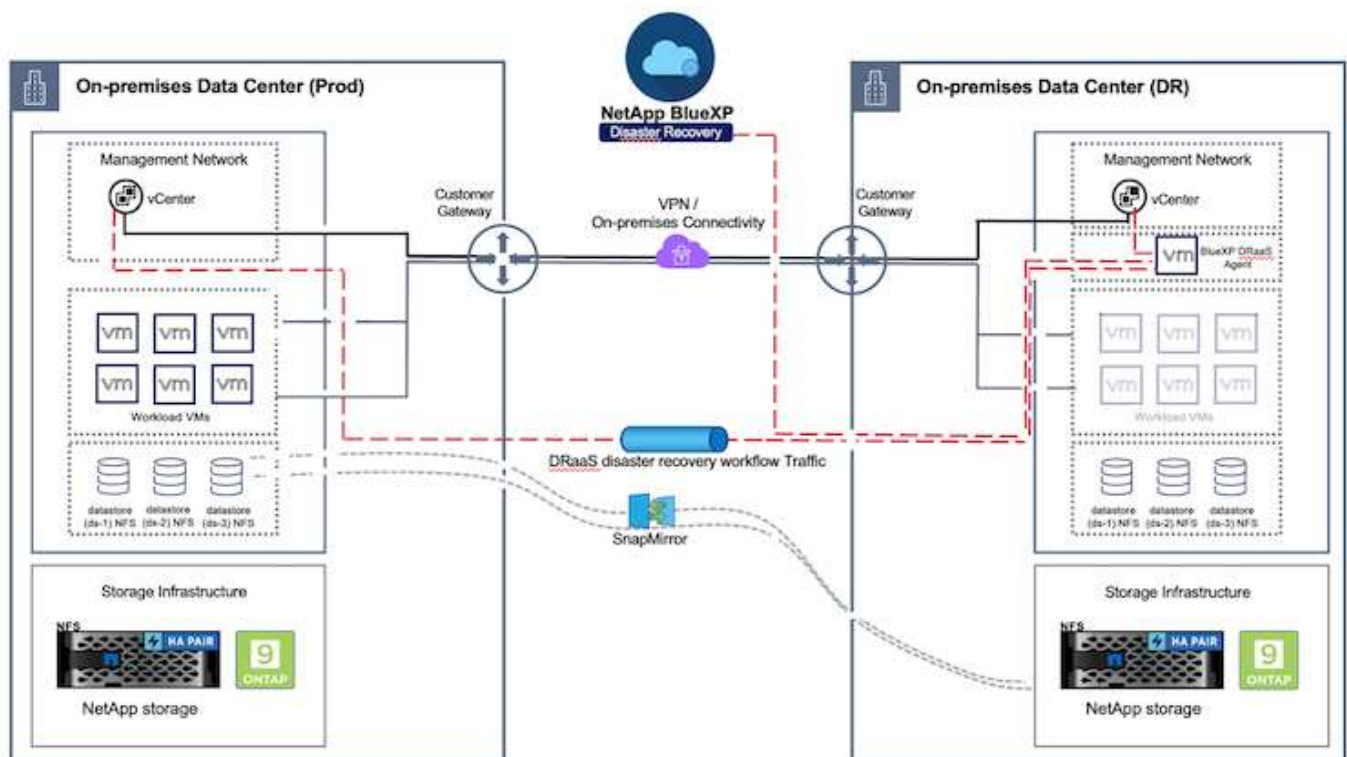 On-premises Data Center (Prod)
Management Network
vCenter
vm vm vm
vm vm vm
Workload VMs
datastore datastore datastore
(ds-1) NFS (ds-2) NFS (ds-3) NFS
Storage Infrastructure
NFS
HA PAIR
9
ONTAP
NetApp storage
Customer
Gateway
NetApp BlueXP
Disaster Recovery
VPN /
On-premises Connectivity
DRaaS disaster recovery workflow Traffic
SnapMirror
Customer
Gateway
On-premises Data Center (DR)
Management Network
vCenter
vm
BlueXP DRaaS
Agent
vm vm vm
vm vm vm
Workload VMs
datastore datastore datastore
(ds-1) NFS (ds-2) NFS (ds-3) NFS
Storage Infrastructure
NFS
HA PAIR
9
ONTAP
NetApp storage